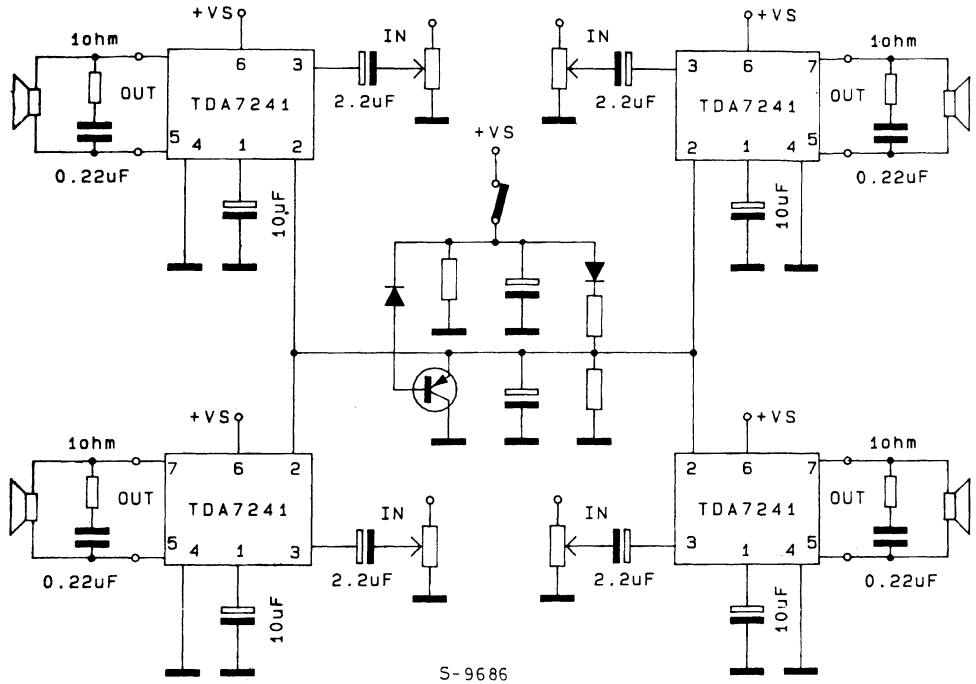 +VS
1ohm
6
3
IN
TDA7241
OUT
2.2uF
5
4
1
2
0.22uF
10µF
+VS
IN
1ohm
3
6
7
TDA7241
OUT
2.2uF
2
1
4
5
0.22uF
10µF
+VS
+VS
1ohm
7
6
2
OUT
TDA7241
IN
5
4
1
3
2.2uF
0.22uF
10uF
+VS
1ohm
2
6
7
TDA7241
OUT
IN
3
1
4
5
2.2uF
0.22uF
10uF
S-9686